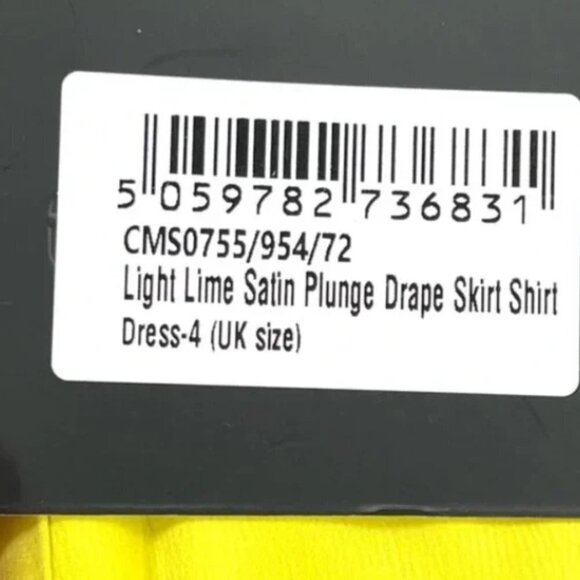 5 059782 736831
CMS0755/954/72
Light Lime Satin Plunge Drape Skirt Shirt
Dress-4 (UK size)